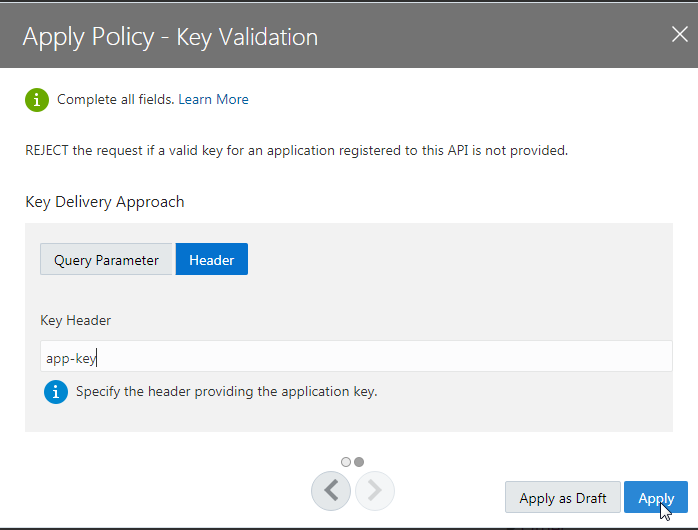 Apply Policy - Key Validation
Complete all fields. Learn More
REJECT the request if a valid key for an application registered to this API is not provided.
Key Delivery Approach
Query Parameter Header
Key Header
app-key
Specify the header providing the application key.
Apply as Draft Apply